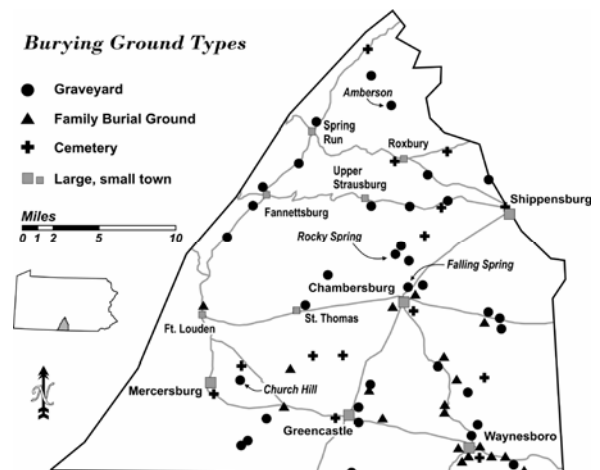 Burying Ground Types
Graveyard
Family Burial Ground
Cemetery
Large, small town
Miles
0 1 2 5 10
N
Amberson
Spring
Run
Roxbury
Upper
Strausburg
Shippensburg
Fannettsburg
Rocky Spring
Falling Spring
Chambersburg
Ft. Louden
St. Thomas
Mercersburg
Church Hill
Greencastle
Waynesboro